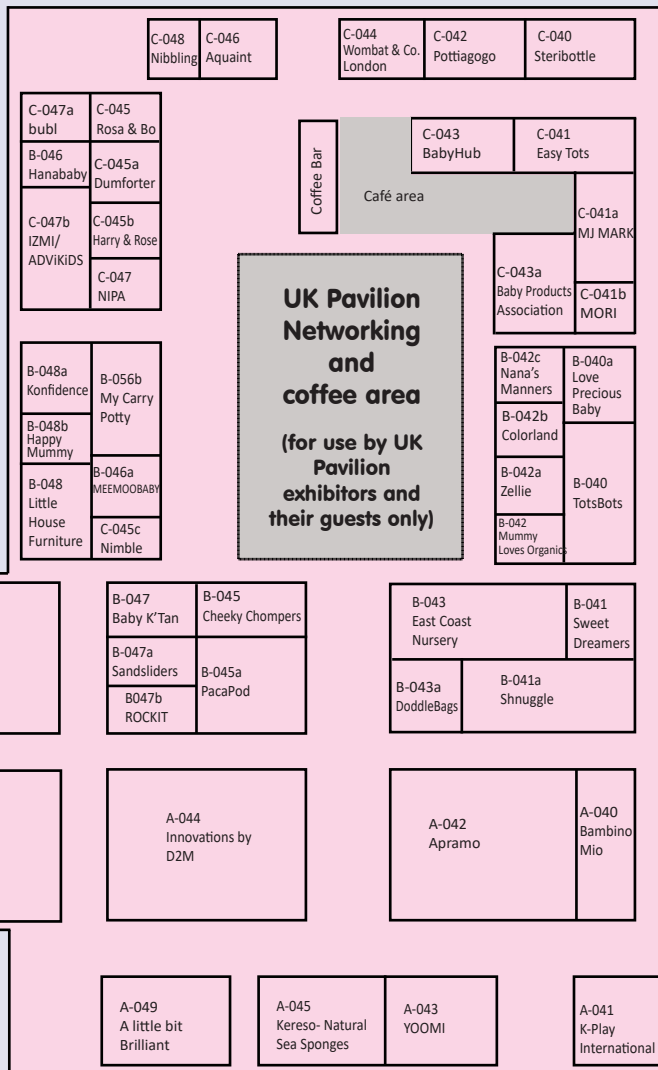 C-048
Nibbling
C-046
Aquaint
C-044
Wombat & Co.
London
C-042
Pottiagogo
C-040
Steribottle
C-047a
bubl
C-045
Rosa & Bo
B-046
Hanababy
C-045a
Dumforter
C-047b
IZMI/
ADViKiDS
C-045b
Harry & Rose
C-047
NIPA
Coffee Bar
Café area
C-043
BabyHub
C-041
Easy Tots
C-041a
MJ MARK
C-043a
Baby Products
Association
C-041b
MORI
UK Pavilion
Networking
and
coffee area
(for use by UK
Pavilion
exhibitors and
their guests only)
B-048a
Konfidence
B-056b
My Carry
Potty
B-048b
Happy
Mummy
B-046a
MEEMOOBABY
B-048
Little
House
Furniture
C-045c
Nimble
B-042c
Nana's
Manners
B-040a
Love
Precious
Baby
B-042b
Colorland
B-042a
Zellie
B-040
TotsBots
B-042
Mummy
Loves Organics
B-047
Baby K'Tan
B-045
Cheeky Chompers
B-047a
Sandsliders
B-045a
PacaPod
B047b
ROCKIT
B-043
East Coast
Nursery
B-041
Sweet
Dreamers
B-043a
DoddleBags
B-041a
Shnuggle
A-044
Innovations by
D2M
A-042
Apramo
A-040
Bambino
Mio
A-049
A little bit
Brilliant
A-045
Kereso- Natural
Sea Sponges
A-043
YOOMI
A-041
K-Play
International